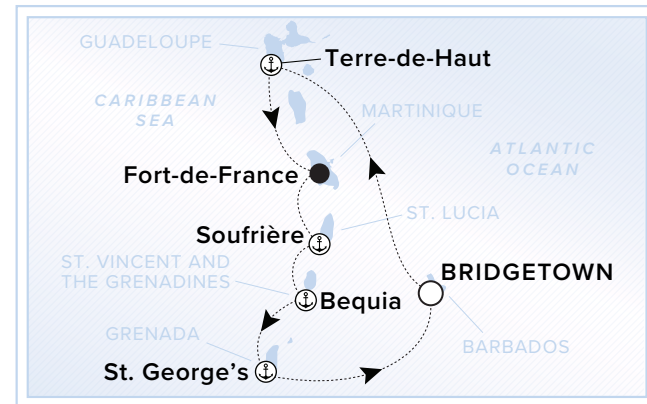 GUADELOUPE
Terre-de-Haut
CARIBBEAN
SEA
MARTINIQUE
ATLANTIC
OCEAN
Fort-de-France
ST. LUCIA
Soufrière
ST. VINCENT AND
THE GRENADINES
BRIDGETOWN
Bequia
GRENADA
BARBADOS
St. George's